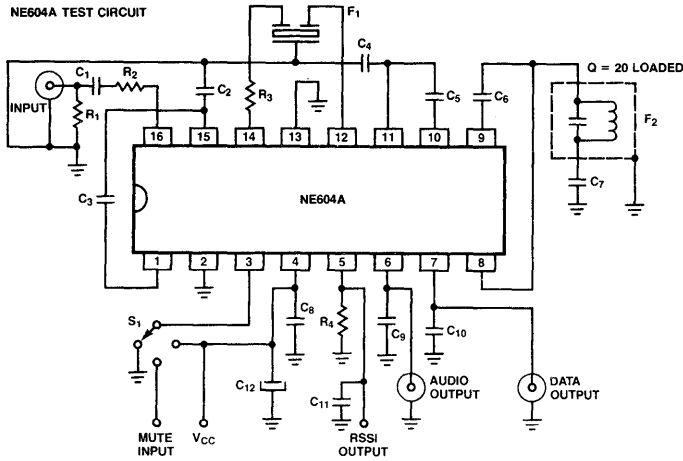 NE604A TEST CIRCUIT
F1
C4
Q = 20 LOADED
C1
R2
INPUT
R1
C2
R3
C5
C6
F2
16
15
14
13
12
11
10
9
C7
C3
NE604A
1
2
3
4
5
6
7
8
S1
C8
R4
C9
C10
C12
C11
AUDIO
OUTPUT
DATA
OUTPUT
MUTE
INPUT
VCC
RSSI
OUTPUT